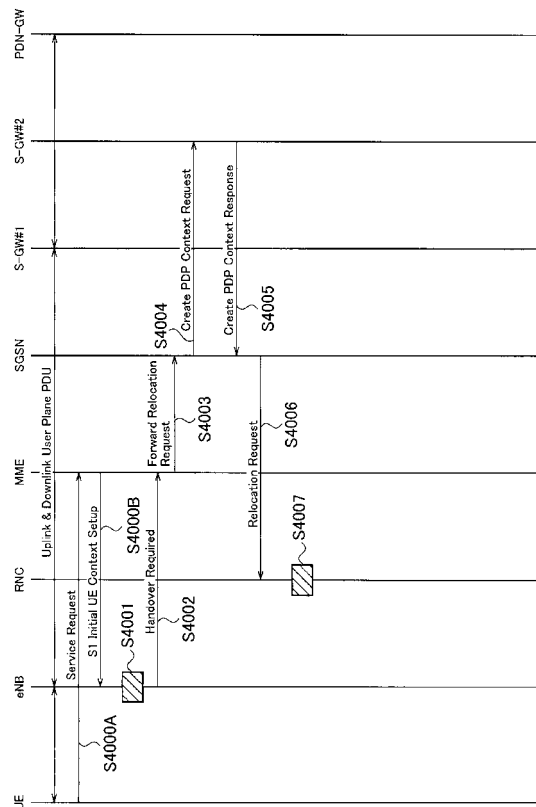 UE
eNB
RNC
MME
SGSN
S-GW#1
S-GW#2
PDN-GW
Uplink & Downlink User Plane PDU
Service Request
S4000A
S1 Initial UE Context Setup
S4000B
S4001
Handover Required
S4002
Forward Relocation
Request
S4003
Create PDP Context Request
S4004
Create PDP Context Response
S4005
Relocation Request
S4006
S4007